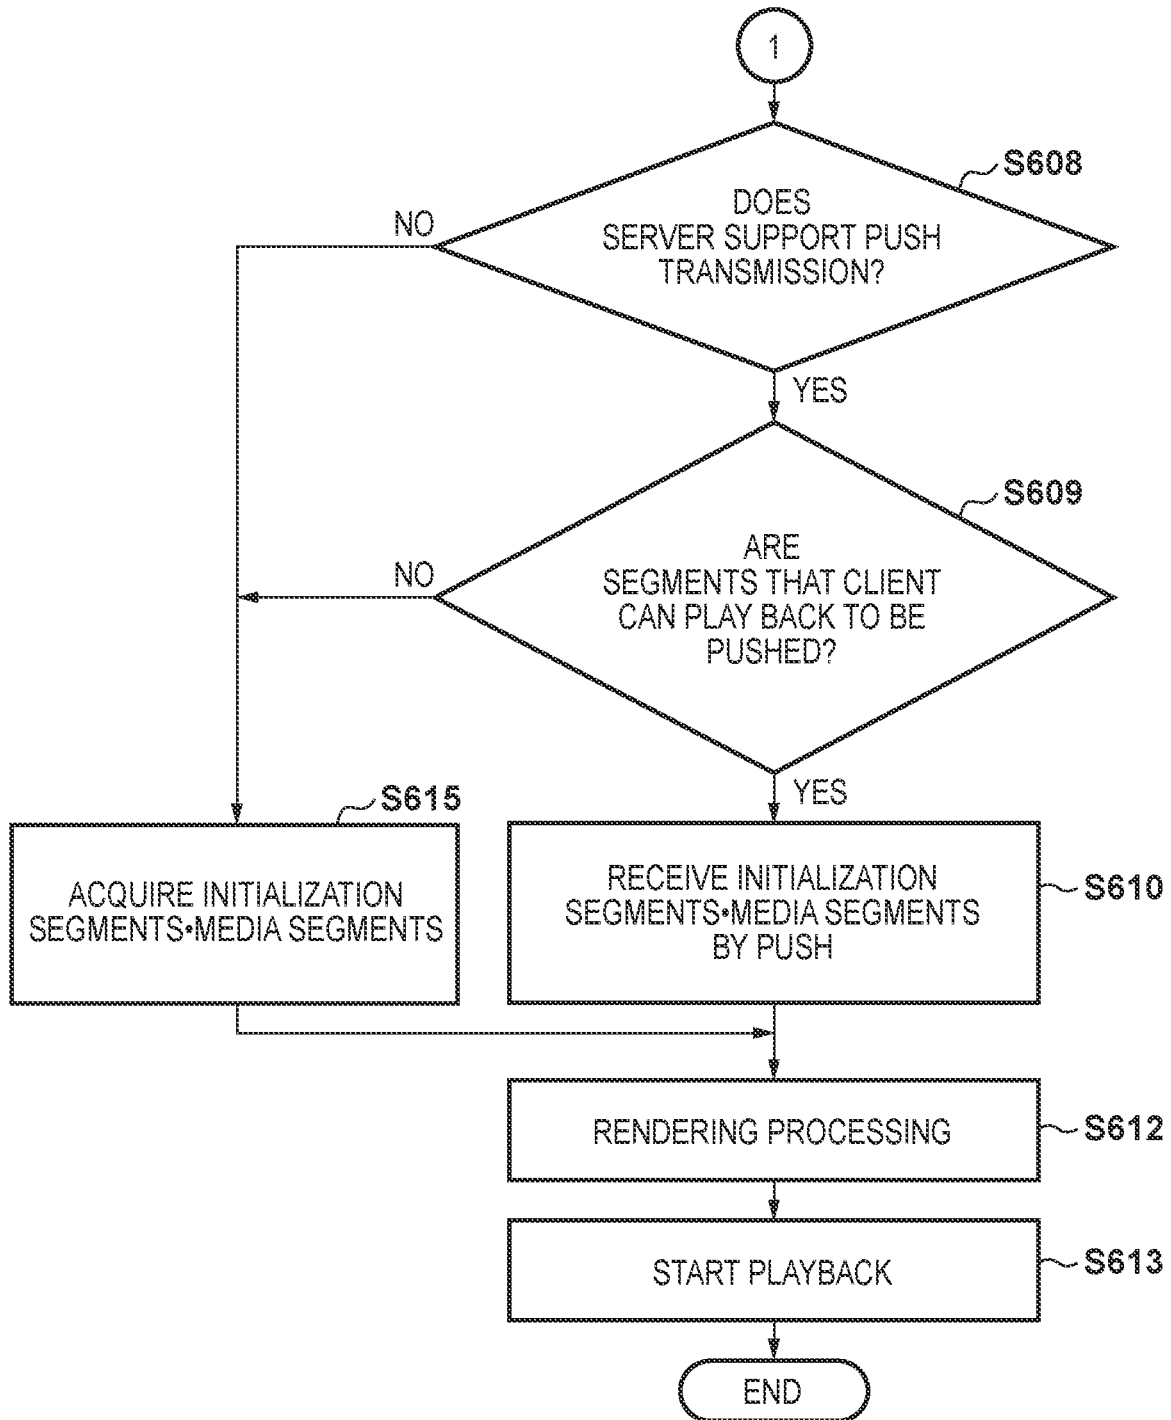 1
S608
DOES
SERVER SUPPORT PUSH
TRANSMISSION?
NO
YES
S609
ARE
SEGMENTS THAT CLIENT
CAN PLAY BACK TO BE
PUSHED?
NO
YES
S615
ACQUIRE INITIALIZATION
SEGMENTS•MEDIA SEGMENTS
RECEIVE INITIALIZATION
SEGMENTS•MEDIA SEGMENTS
BY PUSH
S610
RENDERING PROCESSING
S612
START PLAYBACK
S613
END